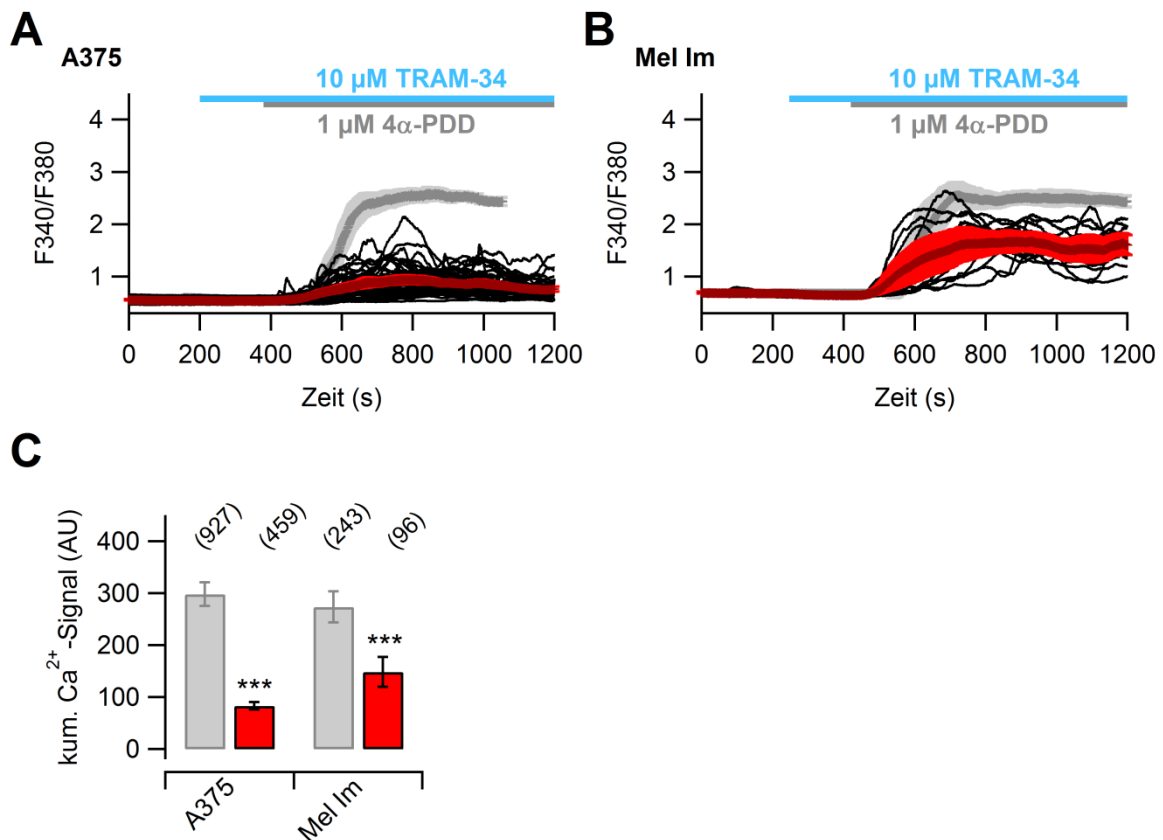 A
A375
10 µM TRAM-34
1 µM 4α-PDD
F340/F380
4
3
2
1
0 200 400 600 800 1000 1200
Zeit (s)
B
Mel Im
10 µM TRAM-34
1 µM 4α-PDD
F340/F380
4
3
2
1
0 200 400 600 800 1000 1200
Zeit (s)
C
(927) (459) (243) (96)
kum. Ca2+-Signal (AU)
400
300
200
100
0
*** ***
A375 Mel Im